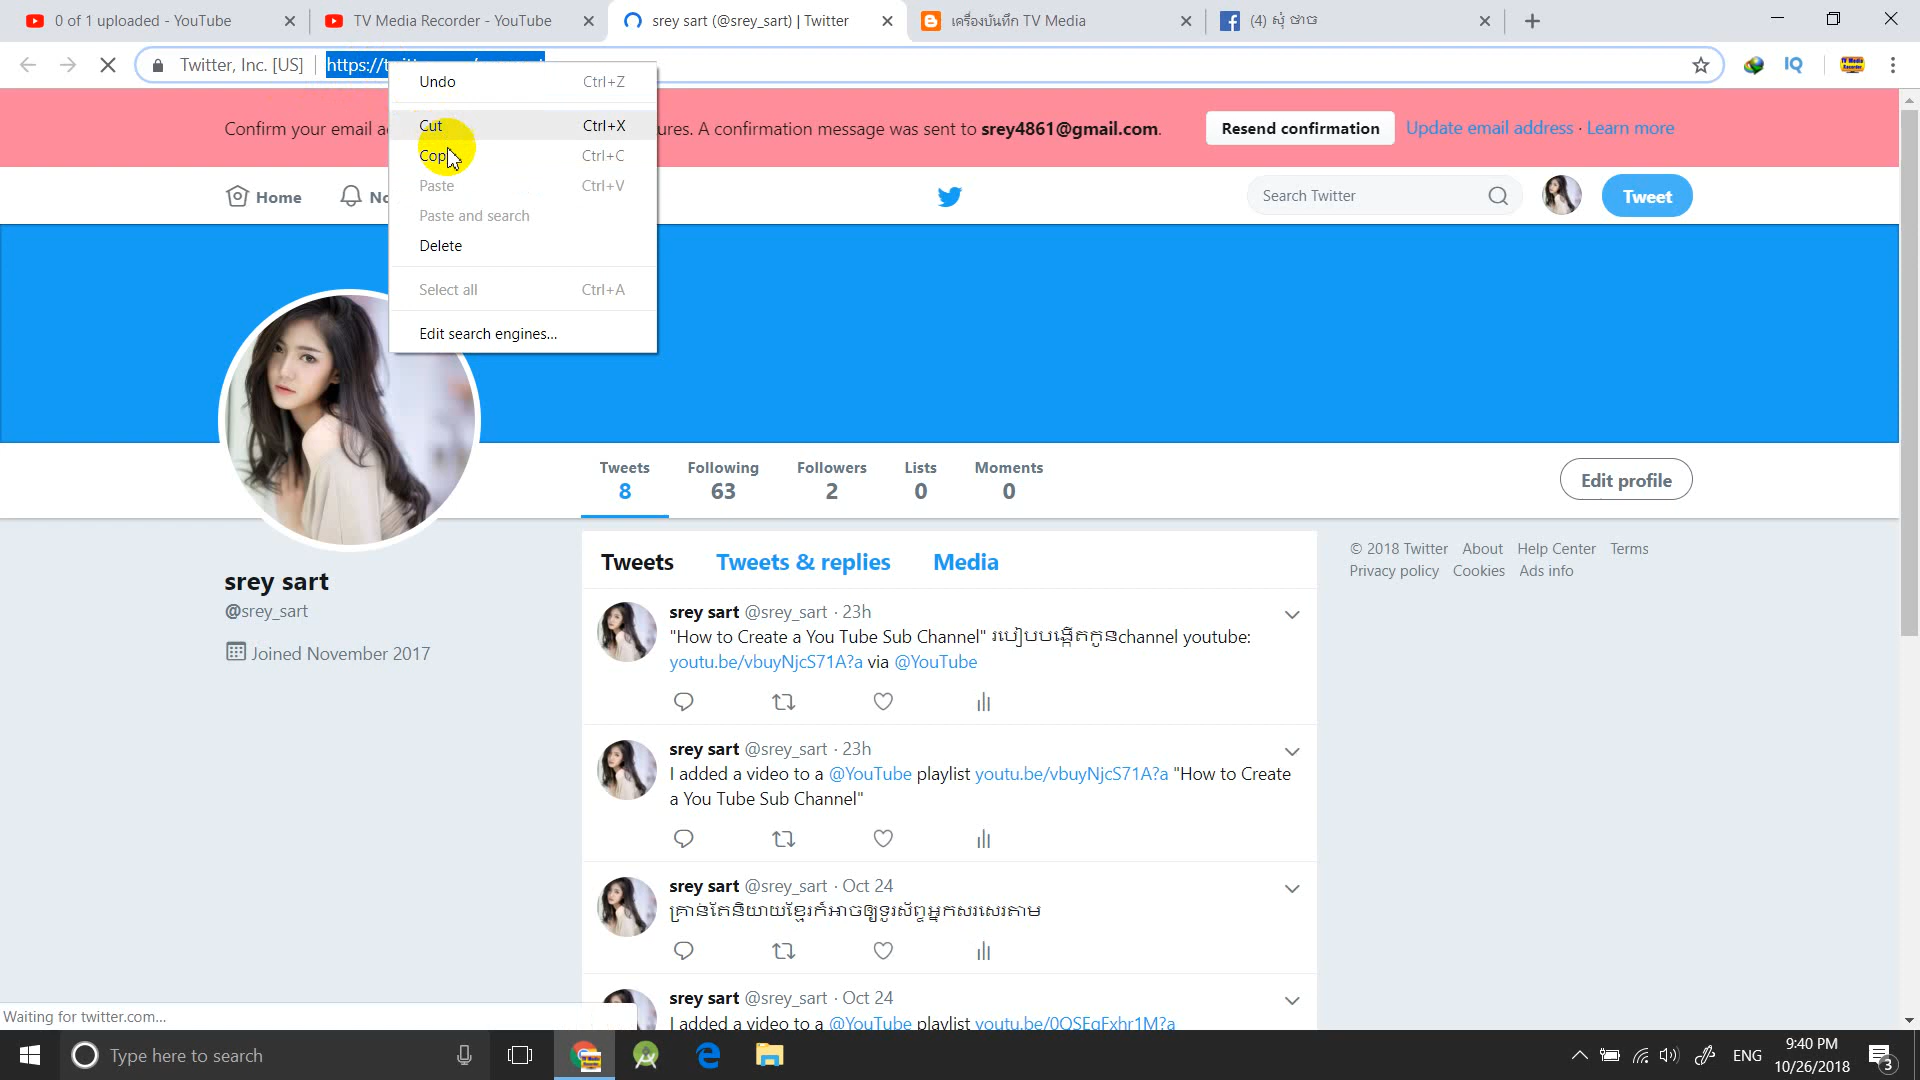 0 of 1 uploaded - YouTube
TV Media Recorder - YouTube
srey sart (@srey_sart) | Twitter
เครื่องบันทึก TV Media
(4) សុំ ថាច
Twitter, Inc. [US]
https://t
Undo Ctrl+Z
Cut Ctrl+X
Copy Ctrl+C
Paste Ctrl+V
Paste and search
Delete
Select all Ctrl+A
Edit search engines...
Confirm your email a
ures. A confirmation message was sent to srey4861@gmail.com.
Resend confirmation
Update email address · Learn more
Home
No
Search Twitter
Tweet
Tweets 8
Following 63
Followers 2
Lists 0
Moments 0
Edit profile
srey sart
@srey_sart
Joined November 2017
Tweets Tweets & replies Media
srey sart @srey_sart · 23h
"How to Create a You Tube Sub Channel" របៀបបង្កើតកូនchannel youtube:
youtu.be/vbuyNjcS71A?a via @YouTube
srey sart @srey_sart · 23h
I added a video to a @YouTube playlist youtu.be/vbuyNjcS71A?a "How to Create
a You Tube Sub Channel"
srey sart @srey_sart · Oct 24
គ្រាន់តែនិយាយខ្មែរក៏អាចឲ្យទូរស័ព្ទអ្នកសរសេរតាម
srey sart @srey_sart · Oct 24
I added a video to a @YouTube playlist youtu.be/0QSEqFxhr1M?a
© 2018 Twitter About Help Center Terms
Privacy policy Cookies Ads info
Waiting for twitter.com...
Type here to search
ENG
9:40 PM
10/26/2018
3